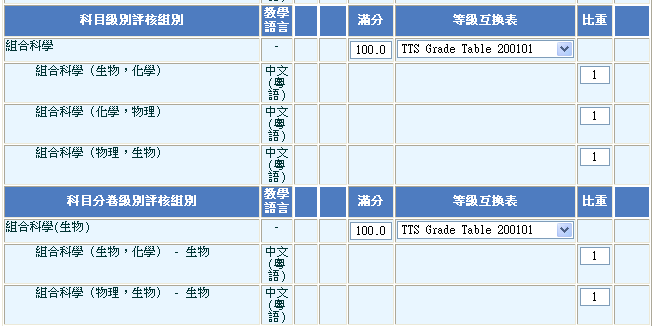 科目級別評核組別 教學語言 滿分 等級互換表 比重
組合科學 - 100.0 TTS Grade Table 200101
組合科學 (生物，化學) 中文(粵語) 1
組合科學 (化學，物理) 中文(粵語) 1
組合科學 (物理，生物) 中文(粵語) 1
科目分卷級別評核組別 教學語言 滿分 等級互換表 比重
組合科學(生物) - 100.0 TTS Grade Table 200101
組合科學 (生物，化學) - 生物 中文(粵語) 1
組合科學 (物理，生物) - 生物 中文(粵語) 1